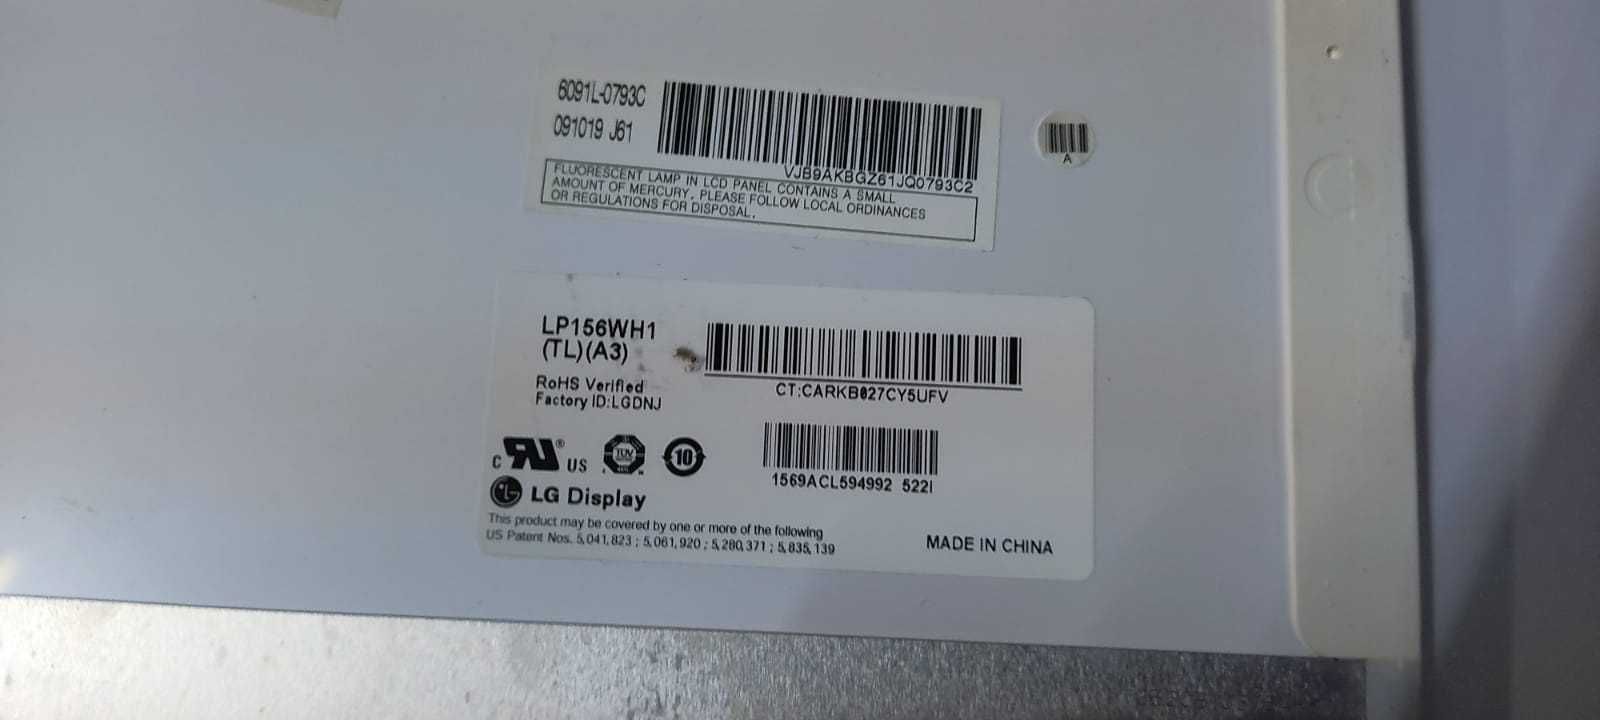 6091L-0793C
091019 J61
VJB9AKBGZ61JQ0793C2
FLUORESCENT LAMP IN LCD PANEL CONTAINS A SMALL
AMOUNT OF MERCURY, PLEASE FOLLOW LOCAL ORDINANCES
OR REGULATIONS FOR DISPOSAL.
A
LP156WH1
(TL)(A3)
RoHS Verified
Factory ID:LGDNJ
CT:CARKB027CY5UFV
C UR ® US
TÜV
10
1569ACL594992 522I
LG Display
This product may be covered by one or more of the following
US Patent Nos. 5,041,823 ; 5,061,920 ; 5,280,371 ; 5,835,139
MADE IN CHINA